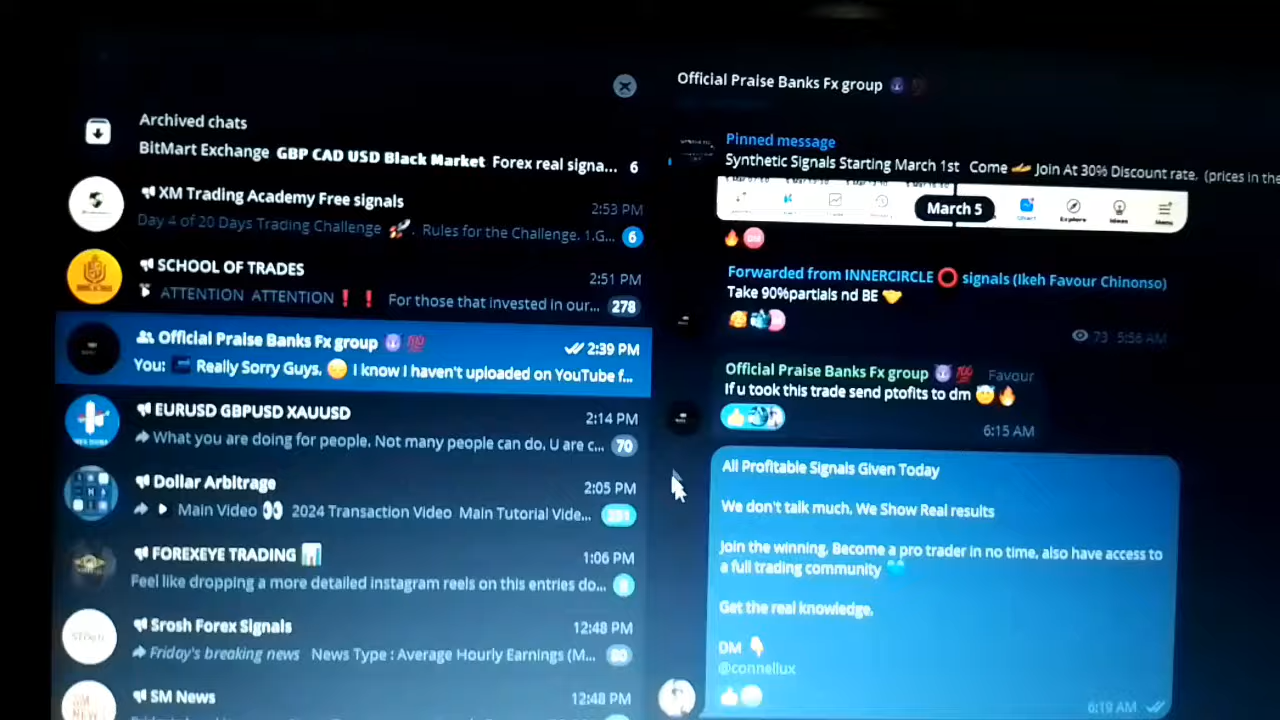 Archived chats
BitMart Exchange GBP CAD USD Black Market Forex real signa... 6
XM Trading Academy Free signals 2:53 PM
Day 4 of 20 Days Trading Challenge 🚀. Rules for the Challenge. 1.G... 6
SCHOOL OF TRADES 2:51 PM
ATTENTION ATTENTION❗❗ For those that invested in our... 278
Official Praise Banks Fx group 😈💯 2:39 PM
You: Really Sorry Guys, 😳 I know I haven't uploaded on YouTube f...
EURUSD GBPUSD XAUUSD 2:14 PM
What you are doing for people. Not many people can do. U are c... 70
Dollar Arbitrage 2:05 PM
Main Video 👀 2024 Transaction Video Main Tutorial Vide...
FOREXEYE TRADING 📊 1:06 PM
Feel like dropping a more detailed instagram reels on this entries do...
Srosh Forex Signals 12:48 PM
Friday's breaking news News Type : Average Hourly Earnings (M... 80
SM News 12:48 PM
Official Praise Banks Fx group 😈💯
Pinned message
Synthetic Signals Starting March 1st Come Join At 30% Discount rate. (prices in the
March 5
Chart Explore Ideas Menu
Forwarded from INNERCIRCLE ⭕ signals (Ikeh Favour Chinonso)
Take 90%partials nd BE 🤝
73 5:56 AM
Official Praise Banks Fx group 😈💯 Favour
If u took this trade send ptofits to dm 😇🔥
6:15 AM
All Profitable Signals Given Today
We don't talk much, We Show Real results
Join the winning, Become a pro trader in no time, also have access to
a full trading community 🩵
Get the real knowledge,
DM 👇
@connellux
6:19 AM